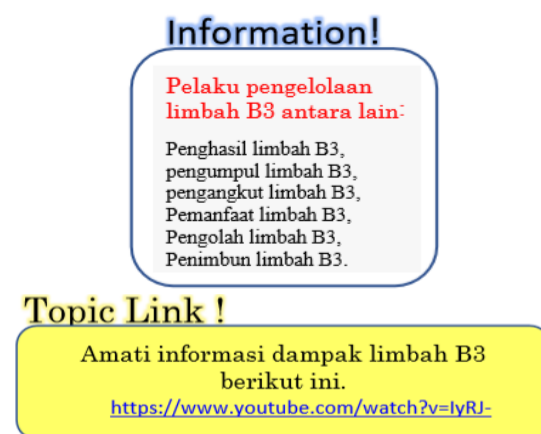 Information!
Pelaku pengelolaan
limbah B3 antara lain:
Penghasil limbah B3,
pengumpul limbah B3,
pengangkut limbah B3,
Pemanfaat limbah B3,
Pengolah limbah B3,
Penimbun limbah B3.
Topic Link !
Amati informasi dampak limbah B3
berikut ini.
https://www.youtube.com/watch?v=IyRJ-